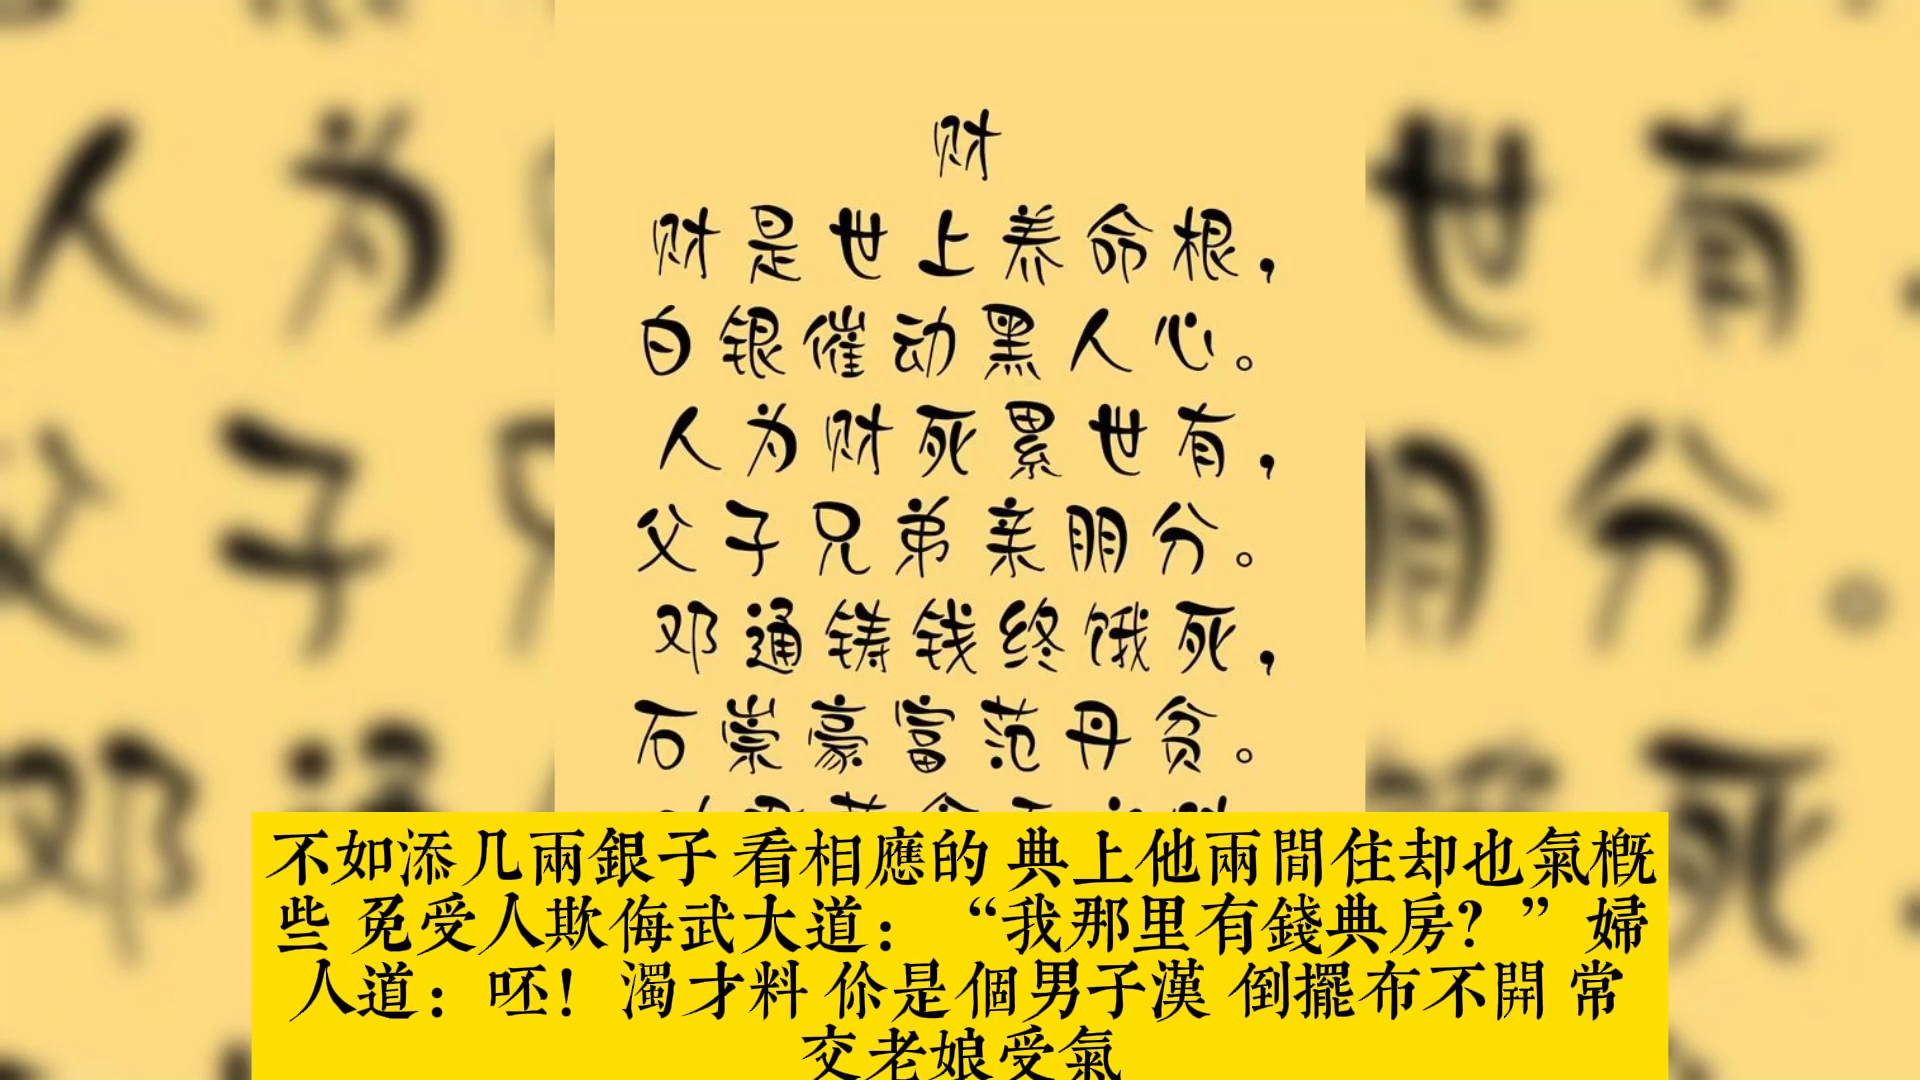 财
财是世上养命根，
白银催动黑人心。
人为财死累世有，
父子兄弟亲朋分。
邓通铸钱终饿死，
石崇豪富范丹贫。
不如添几兩銀子 看相應的 典上他兩間住却也氣概
些 免受人欺侮武大道：“我那里有錢典房？”婦
人道：呸！濁才料 你是個男子漢 倒擺布不開 常
交老娘受氣